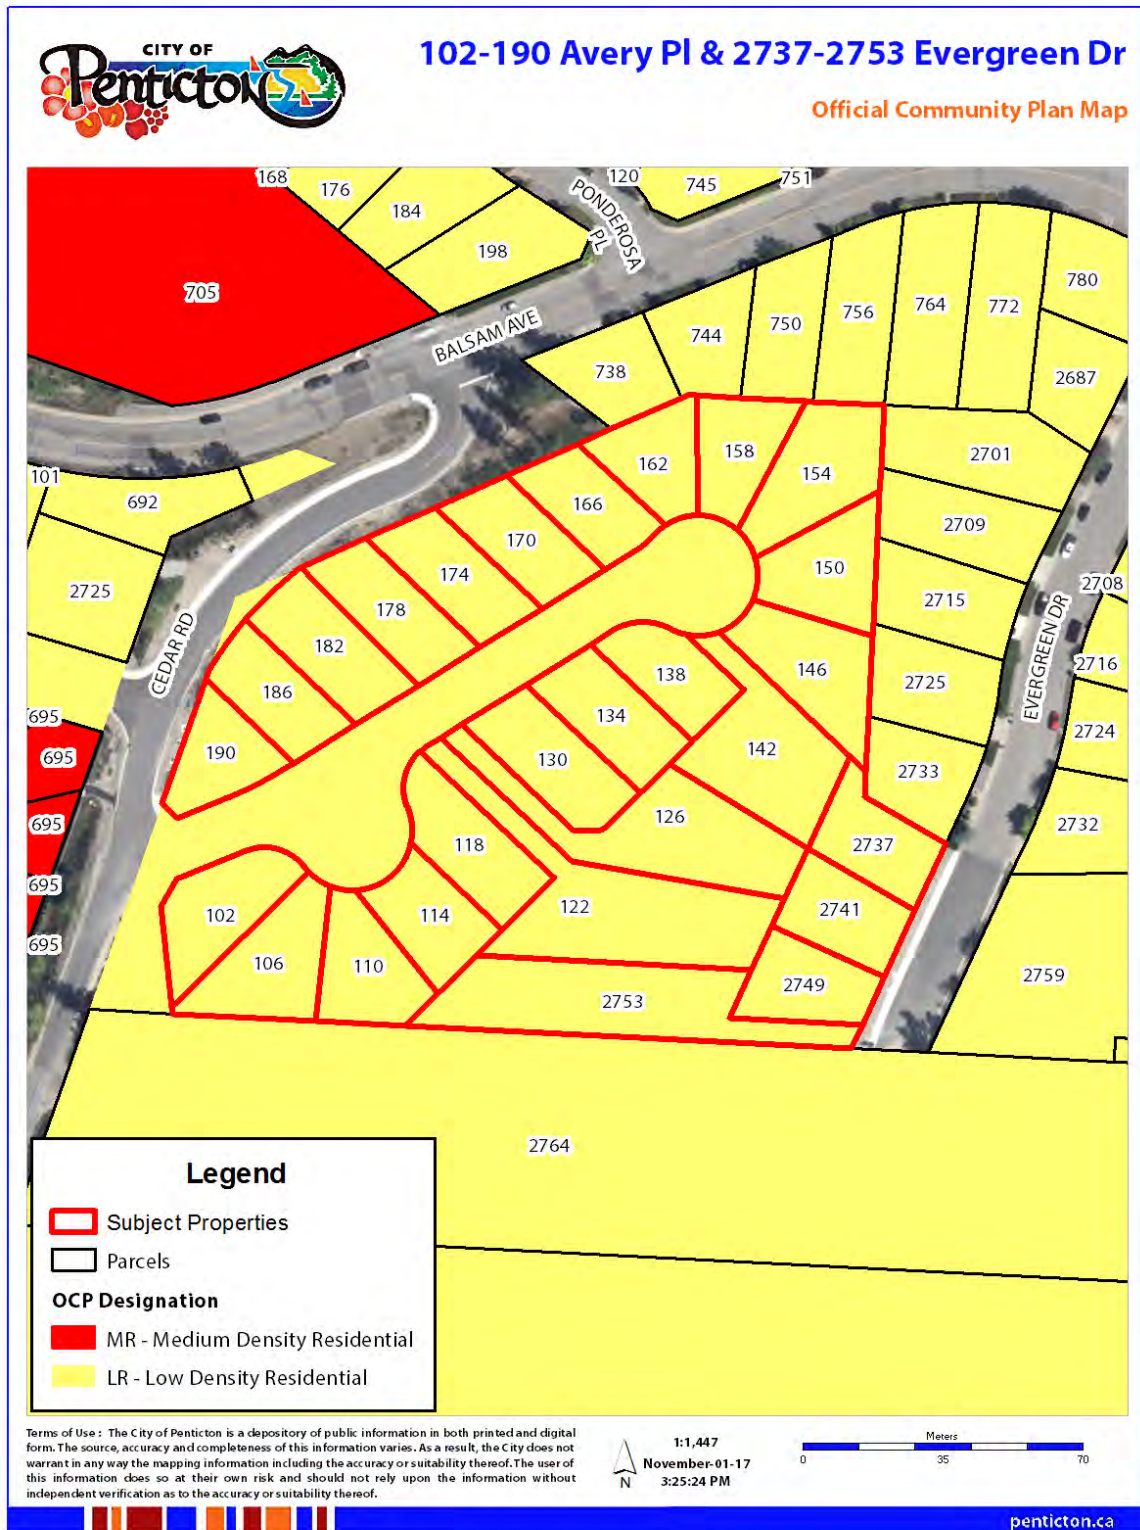 CITY OF
Penticton
102-190 Avery Pl & 2737-2753 Evergreen Dr
Official Community Plan Map
168
176
184
198
120
745
751
PONDEROSA PL
705
BALSAM AVE
738
744
750
756
764
772
780
2687
101
692
2725
CEDAR RD
695
695
695
695
695
162
158
154
166
170
174
178
182
186
190
150
146
138
134
130
142
126
122
118
114
110
106
102
2701
2709
2715
2725
2733
2737
2741
2749
2753
EVERGREEN DR
2708
2716
2724
2732
2759
2764
Legend
Subject Properties
Parcels
OCP Designation
MR - Medium Density Residential
LR - Low Density Residential
Terms of Use : The City of Penticton is a depository of public information in both printed and digital
form. The source, accuracy and completeness of this information varies. As a result, the City does not
warrant in any way the mapping information including the accuracy or suitability thereof. The user of
this information does so at their own risk and should not rely upon the information without
independent verification as to the accuracy or suitability thereof.
N
1:1,447
November-01-17
3:25:24 PM
Meters
0 35 70
penticton.ca